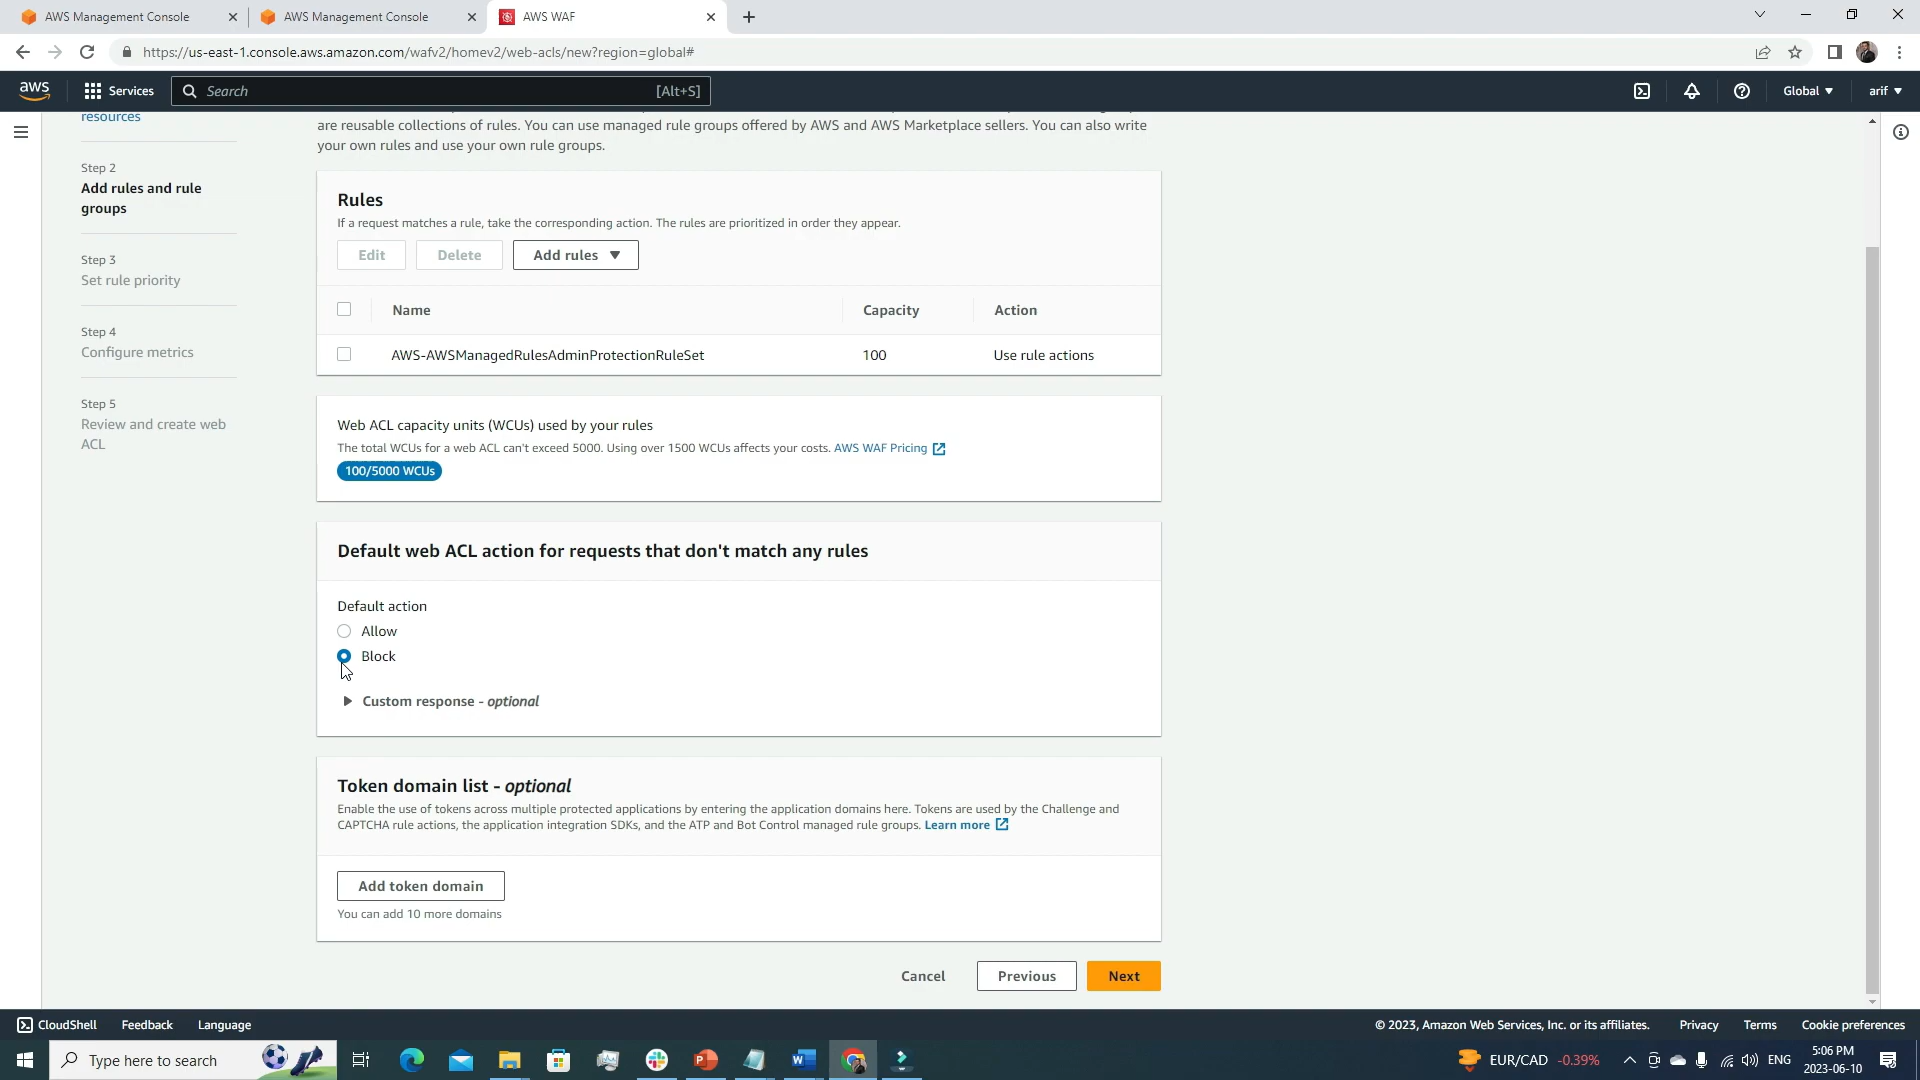 AWS Management Console
AWS Management Console
AWS WAF
https://us-east-1.console.aws.amazon.com/wafv2/homev2/web-acls/new?region=global#
aws
Services
Search
[Alt+S]
Global
arif
resources
Step 2
Add rules and rule
groups
Step 3
Set rule priority
Step 4
Configure metrics
Step 5
Review and create web
ACL
are reusable collections of rules. You can use managed rule groups offered by AWS and AWS Marketplace sellers. You can also write
your own rules and use your own rule groups.
Rules
If a request matches a rule, take the corresponding action. The rules are prioritized in order they appear.
Edit
Delete
Add rules
Name
Capacity
Action
AWS-AWSManagedRulesAdminProtectionRuleSet
100
Use rule actions
Web ACL capacity units (WCUs) used by your rules
The total WCUs for a web ACL can't exceed 5000. Using over 1500 WCUs affects your costs. AWS WAF Pricing
100/5000 WCUs
Default web ACL action for requests that don't match any rules
Default action
Allow
Block
Custom response - optional
Token domain list - optional
Enable the use of tokens across multiple protected applications by entering the application domains here. Tokens are used by the Challenge and
CAPTCHA rule actions, the application integration SDKs, and the ATP and Bot Control managed rule groups. Learn more
Add token domain
You can add 10 more domains
Cancel
Previous
Next
CloudShell
Feedback
Language
© 2023, Amazon Web Services, Inc. or its affiliates.
Privacy
Terms
Cookie preferences
Type here to search
EUR/CAD -0.39%
ENG
5:06 PM
2023-06-10